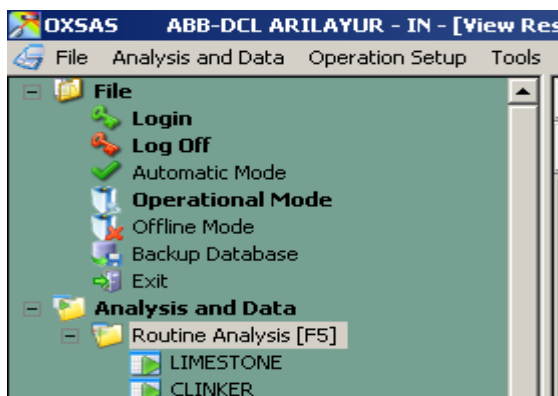 OXSAS ABB-DCL ARILAYUR - IN - [View Res
File Analysis and Data Operation Setup Tools
File
Login
Log Off
Automatic Mode
Operational Mode
Offline Mode
Backup Database
Exit
Analysis and Data
Routine Analysis [F5]
LIMESTONE
CLINKER